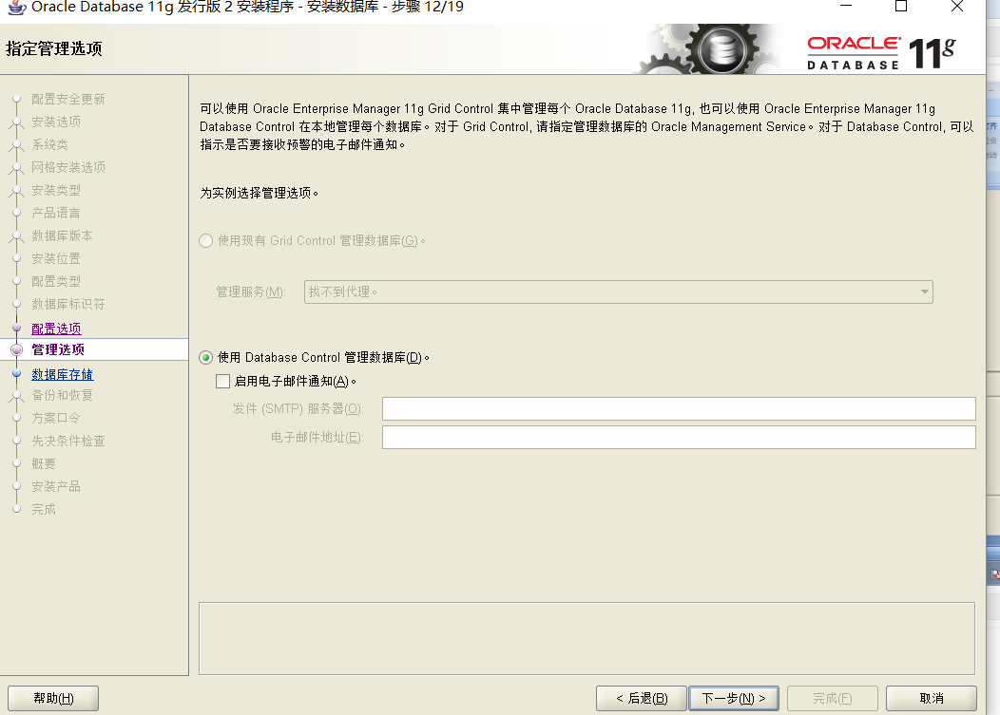 Oracle Database 11g 发行版 2 安装程序 - 安装数据库 - 步骤 12/19
指定管理选项
ORACLE
DATABASE
11g
配置安全更新
安装选项
系统类
网格安装选项
安装类型
产品语言
数据库版本
安装位置
配置类型
数据库标识符
配置选项
管理选项
数据库存储
备份和恢复
方案口令
先决条件检查
概要
安装产品
完成
可以使用 Oracle Enterprise Manager 11g Grid Control 集中管理每个 Oracle Database 11g, 也可以使用 Oracle Enterprise Manager 11g
Database Control 在本地管理每个数据库。对于 Grid Control, 请指定管理数据库的 Oracle Management Service。对于 Database Control, 可以
指示是否要接收预警的电子邮件通知。
为实例选择管理选项。
使用现有 Grid Control 管理数据库(G)。
管理服务(M):
找不到代理。
使用 Database Control 管理数据库(D)。
启用电子邮件通知(A)。
发件 (SMTP) 服务器(O):
电子邮件地址(E):
帮助(H)
< 后退(B)
下一步(N) >
完成(F)
取消